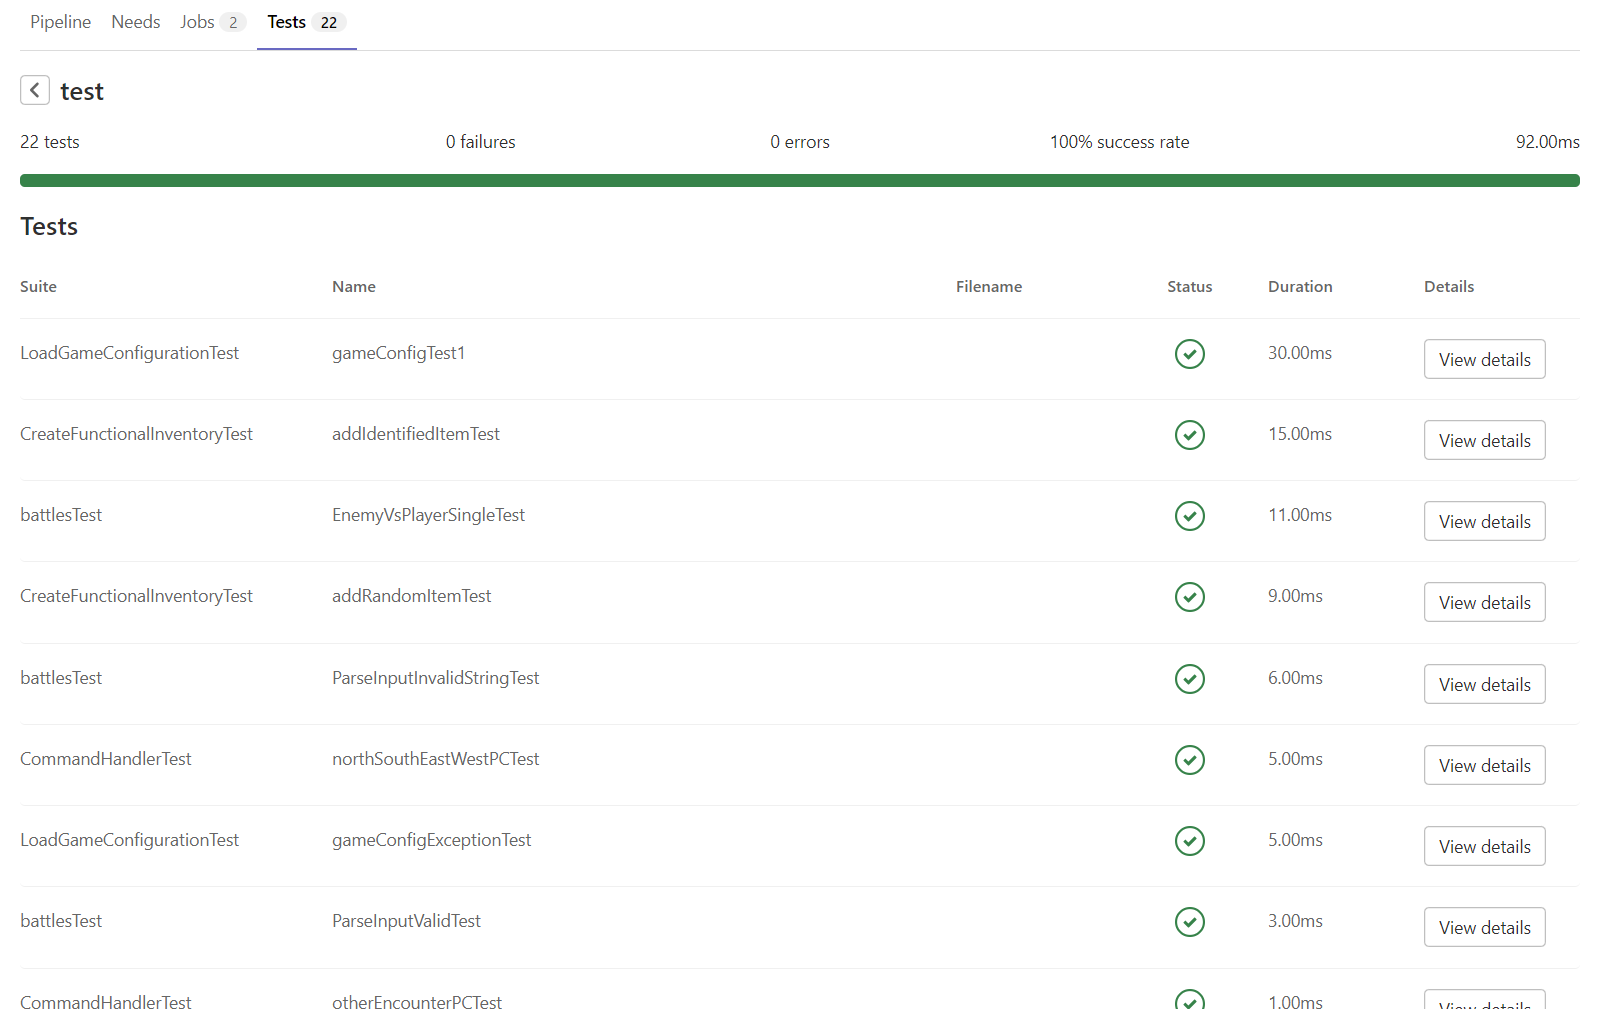 Pipeline Needs Jobs 2 Tests 22
test
22 tests 0 failures 0 errors 100% success rate 92.00ms
Tests
Suite Name Filename Status Duration Details
LoadGameConfigurationTest gameConfigTest1 30.00ms View details
CreateFunctionalInventoryTest addIdentifiedItemTest 15.00ms View details
battlesTest EnemyVsPlayerSingleTest 11.00ms View details
CreateFunctionalInventoryTest addRandomItemTest 9.00ms View details
battlesTest ParseInputInvalidStringTest 6.00ms View details
CommandHandlerTest northSouthEastWestPCTest 5.00ms View details
LoadGameConfigurationTest gameConfigExceptionTest 5.00ms View details
battlesTest ParseInputValidTest 3.00ms View details
CommandHandlerTest otherEncounterPCTest 1.00ms View details